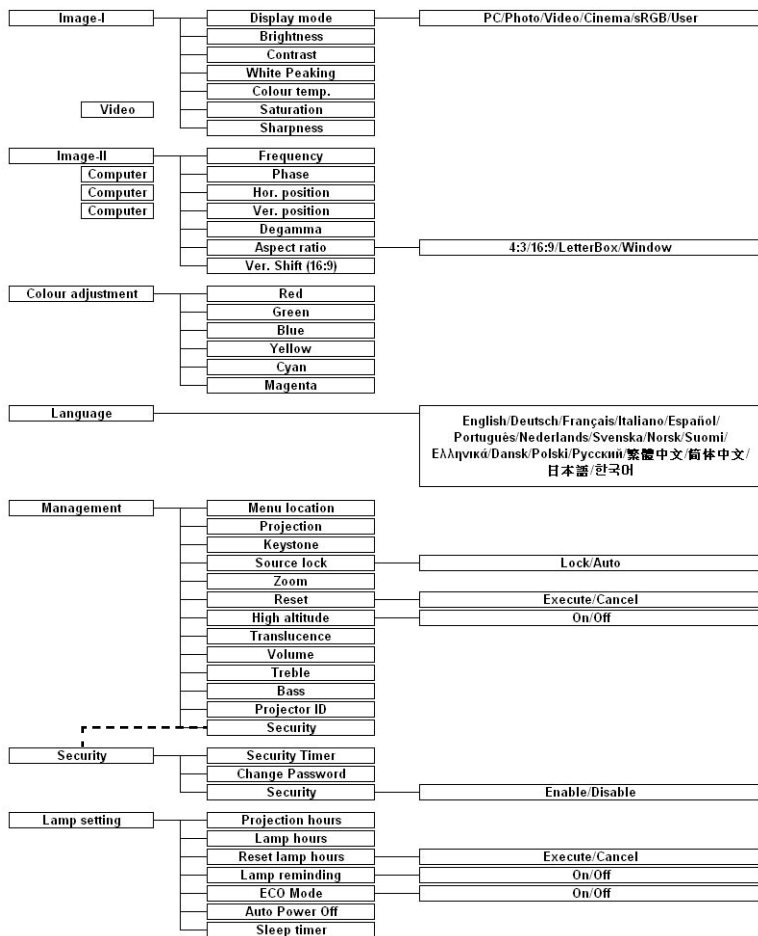 Image-I Display mode PC/Photo/Video/Cinema/sRGB/User
Brightness
Contrast
White Peaking
Colour temp.
Video Saturation
Sharpness
Image-II Frequency
Computer Phase
Computer Hor. position
Computer Ver. position
Degamma
Aspect ratio 4:3/16:9/LetterBox/Window
Ver. Shift (16:9)
Colour adjustment Red
Green
Blue
Yellow
Cyan
Magenta
Language
English/Deutsch/Français/Italiano/Español/
Português/Nederlands/Svenska/Norsk/Suomi/
Ελληνικά/Dansk/Polski/Русский/繁體中文/简体中文/
日本語/한국어
Management Menu location
Projection
Keystone
Source lock Lock/Auto
Zoom
Reset Execute/Cancel
High altitude On/Off
Translucence
Volume
Treble
Bass
Projector ID
Security
Security Security Timer
Change Password
Security Enable/Disable
Lamp setting Projection hours
Lamp hours
Reset lamp hours Execute/Cancel
Lamp reminding On/Off
ECO Mode On/Off
Auto Power Off
Sleep timer